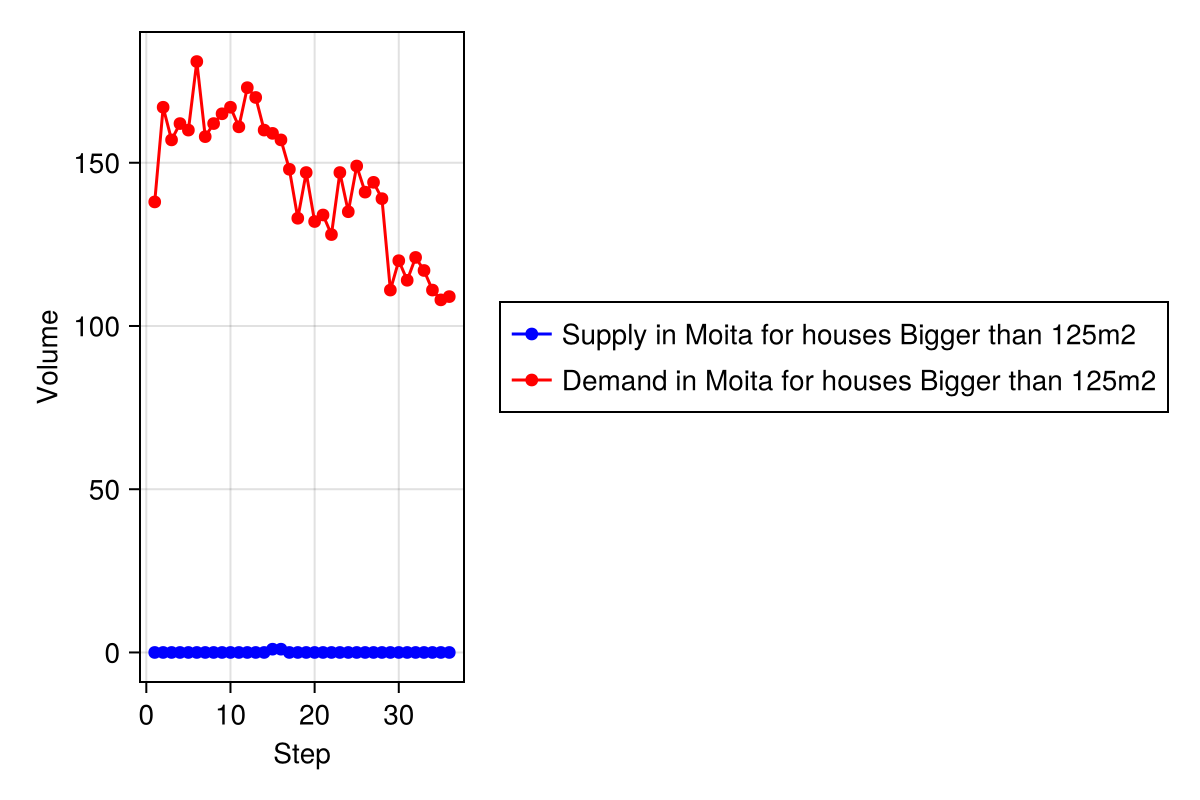 Volume
150
100
50
0
0 10 20 30
Step
Supply in Moita for houses Bigger than 125m2
Demand in Moita for houses Bigger than 125m2